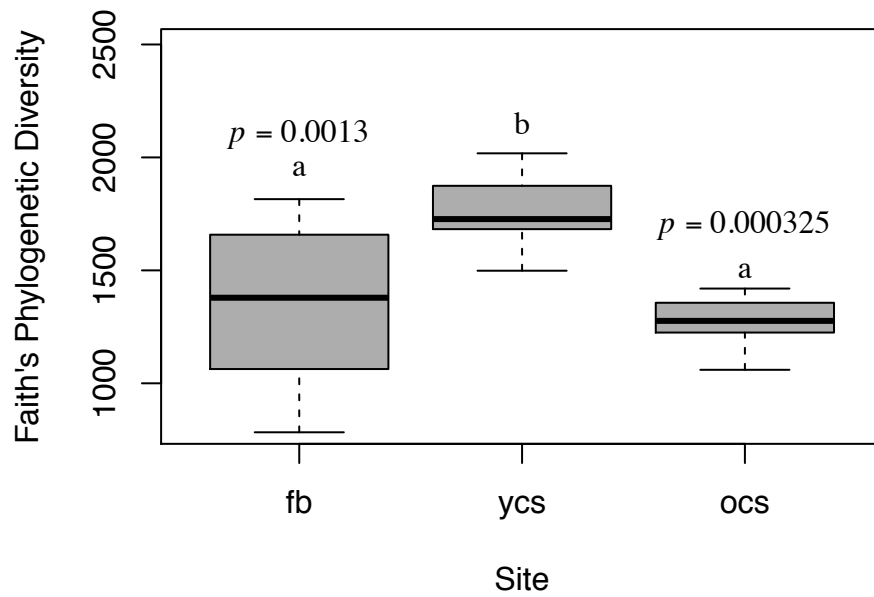 Faith's Phylogenetic Diversity
2500
2000
1500
1000
p = 0.0013
a
b
p = 0.000325
a
fb ycs ocs
Site